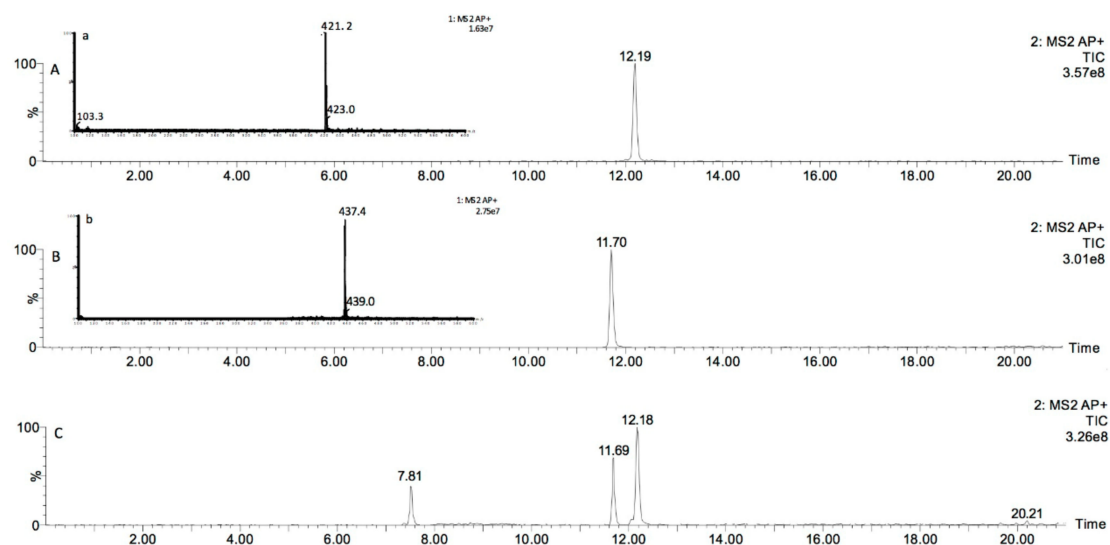 a
421.2
1: MS2 AP+
1.63e7
423.0
103.3
A
100
%
0
12.19
2: MS2 AP+
TIC
3.57e8
2.00 4.00 6.00 8.00 10.00 12.00 14.00 16.00 18.00 20.00
Time
b
437.4
1: MS2 AP+
2.75e7
439.0
B
100
%
0
11.70
2: MS2 AP+
TIC
3.01e8
2.00 4.00 6.00 8.00 10.00 12.00 14.00 16.00 18.00 20.00
Time
C
100
%
0
7.81
11.69
12.18
20.21
2: MS2 AP+
TIC
3.26e8
2.00 4.00 6.00 8.00 10.00 12.00 14.00 16.00 18.00 20.00
Time